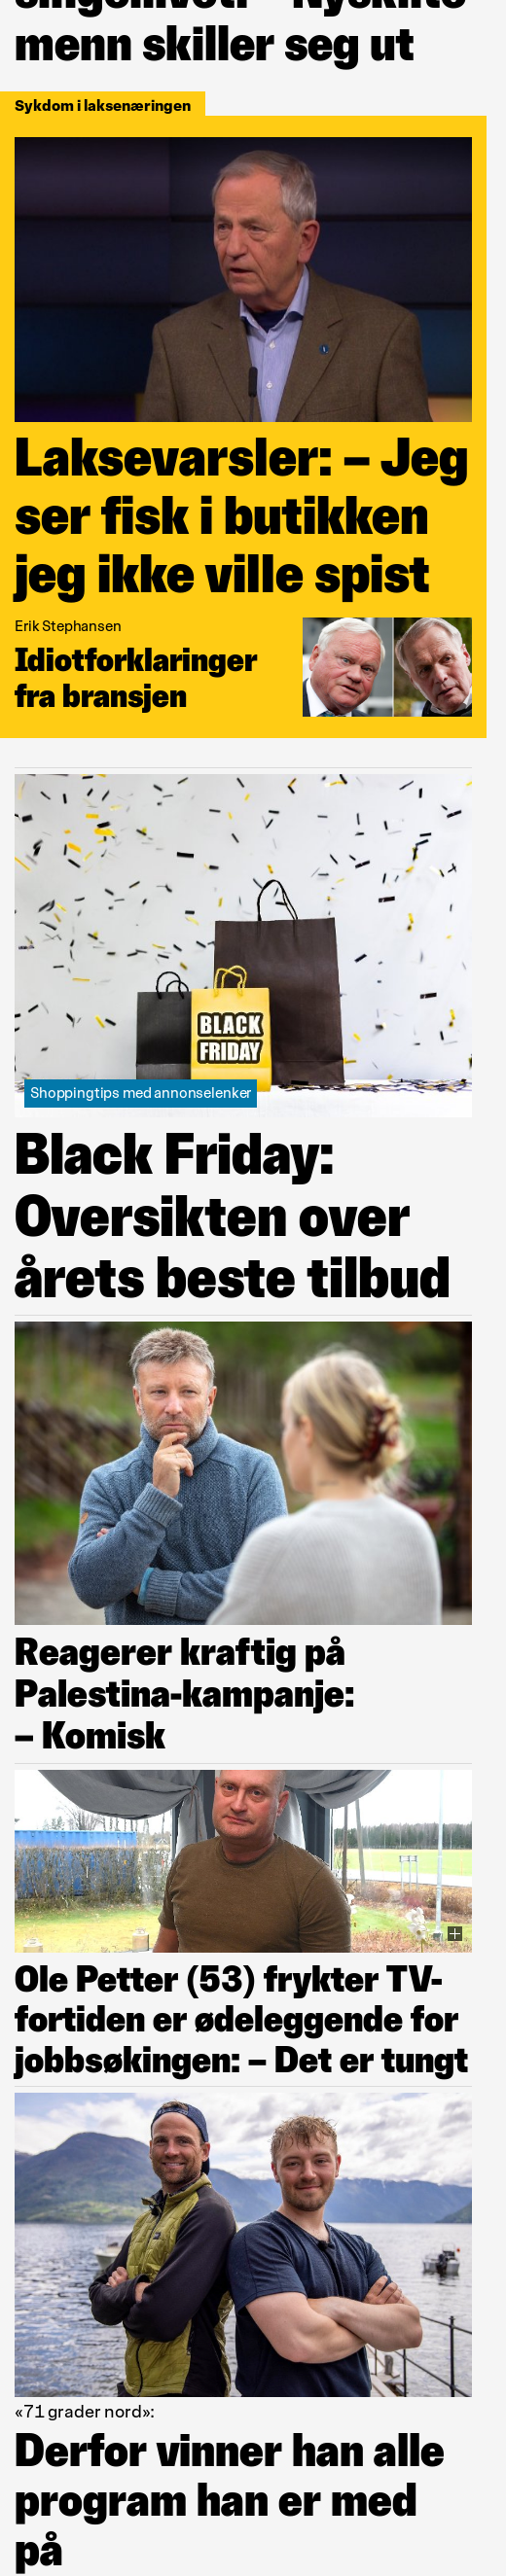 menn skiller seg ut
Sykdom i laksenæringen
Laksevarsler: – Jeg
ser fisk i butikken
jeg ikke ville spist
Erik Stephansen
Idiotforklaringer
fra bransjen
BLACK
FRIDAY
Shoppingtips med annonselenker
Black Friday:
Oversikten over
årets beste tilbud
Reagerer kraftig på
Palestina-kampanje:
– Komisk
Ole Petter (53) frykter TV-
fortiden er ødeleggende for
jobbsøkingen: – Det er tungt
«71 grader nord»:
Derfor vinner han alle
program han er med
på